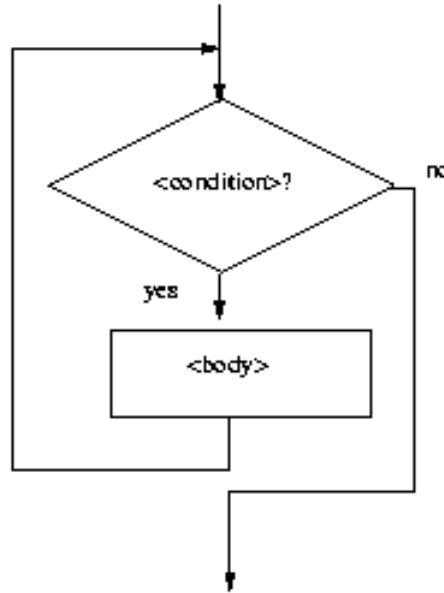 <condition>?
no
yes
<body>